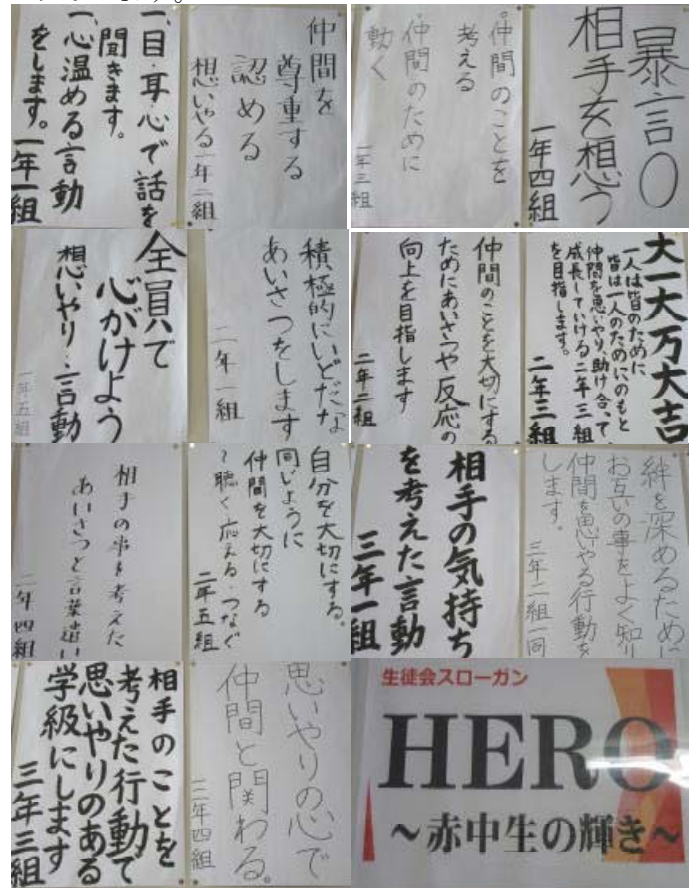 一、目・耳・心で話を
聞きます。
一、心温める言動
をします。
一年一組
仲間を
尊重する
認める
想いやる
一年二組
・仲間のことを
考える
・仲間のために
動く
一年三組
暴言〇
相手を想う
一年四組
全員で
心がけよう
想いやり・言動
一年五組
積極的にいどだな
あいさつをします
二年一組
仲間のことを大切にする
ためにあいさつや反応の
向上を目指します
二年二組
大一大万大吉
一人は皆のために
皆は一人のためにのもと
仲間を思いやり、助け合って
成長していける二年三組
を目指します。
二年三組
相手の事を考えた
あいさつと言葉遣い
二年四組
自分を大切にする。
同じように
仲間を大切にする
～聴く 応える つなぐ
二年五組
相手の気持ち
を考えた言動
三年一組
絆を深めるために
お互いの事をよく知り
仲間を思いやる行動を
します。
三年二組一同
相手のことを
考えた行動で
思いやりのある
学級にします
三年三組
思いやりの心で
仲間と関わる。
三年四組
生徒会スローガン
HERO
～赤中生の輝き～